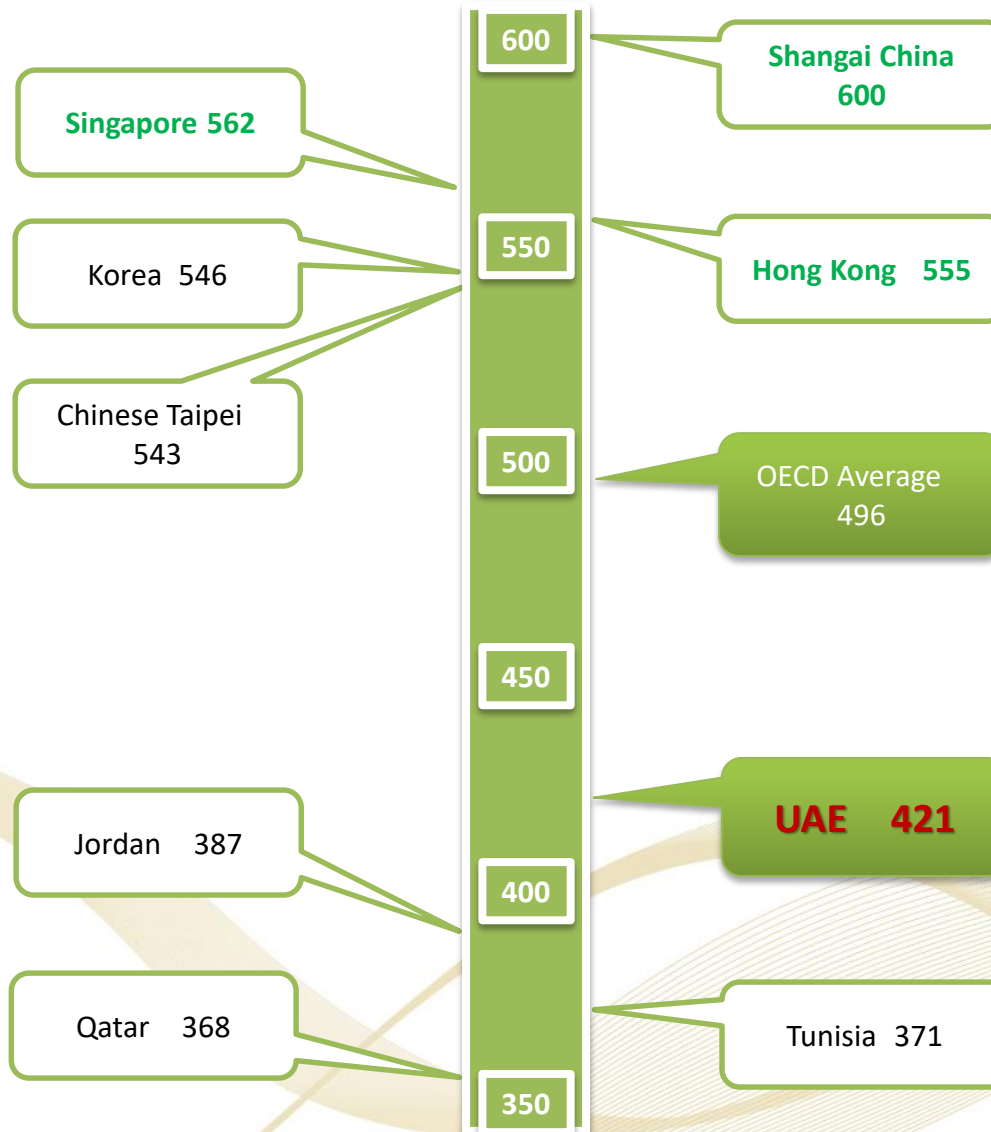 600
Shangai China
600
Singapore 562
550
Korea 546
Hong Kong 555
Chinese Taipei
543
500
OECD Average
496
450
UAE 421
Jordan 387
400
Qatar 368
Tunisia 371
350